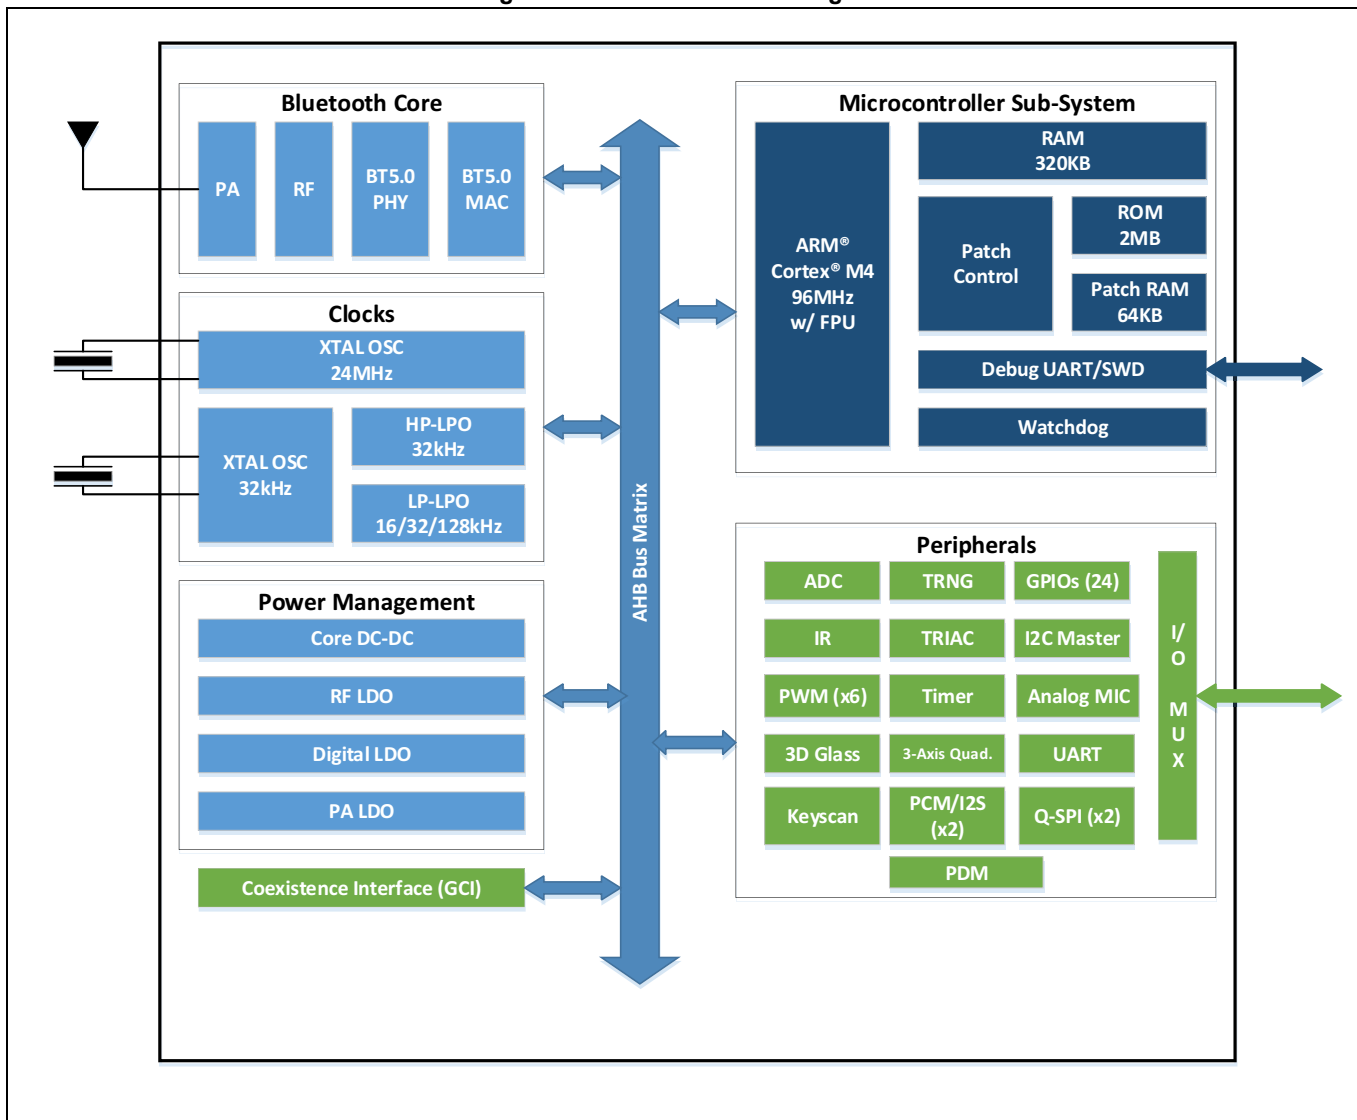 Bluetooth Core
PA
RF
BT5.0
PHY
BT5.0
MAC
Clocks
XTAL OSC
24MHz
XTAL OSC
32kHz
HP-LPO
32kHz
LP-LPO
16/32/128kHz
Power Management
Core DC-DC
RF LDO
Digital LDO
PA LDO
Coexistence Interface (GCI)
AHB Bus Matrix
Microcontroller Sub-System
ARM®
Cortex® M4
96MHz
w/ FPU
RAM
320KB
Patch
Control
ROM
2MB
Patch RAM
64KB
Debug UART/SWD
Watchdog
Peripherals
ADC
TRNG
GPIOs (24)
IR
TRIAC
I2C Master
PWM (x6)
Timer
Analog MIC
3D Glass
3-Axis Quad.
UART
Keyscan
PCM/I2S
(x2)
Q-SPI (x2)
PDM
I/
O
M
U
X